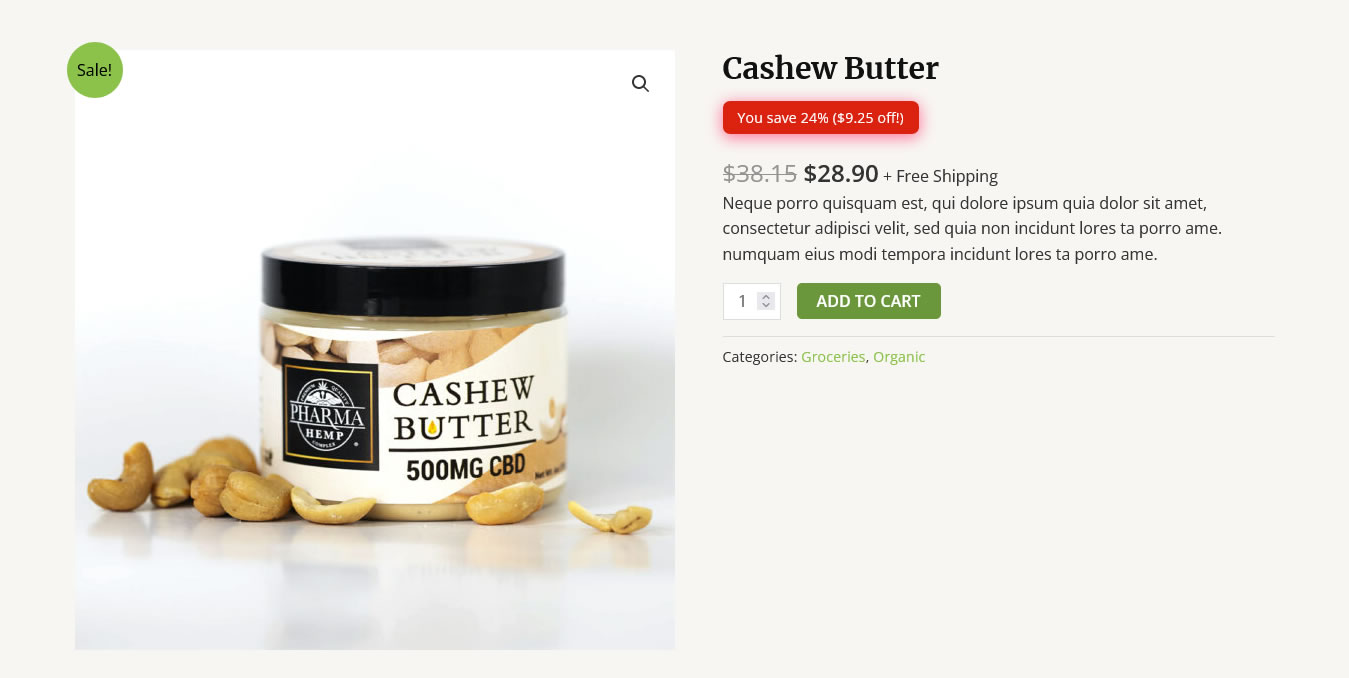 Sale!
PHARMA
HEMP
COMPLEX
CASHEW
BUTTER
500MG CBD
Cashew Butter
You save 24% ($9.25 off!)
$38.15 $28.90 + Free Shipping
Neque porro quisquam est, qui dolore ipsum quia dolor sit amet,
consectetur adipisci velit, sed quia non incidunt lores ta porro ame.
numquam eius modi tempora incidunt lores ta porro ame.
1 ADD TO CART
Categories: Groceries, Organic